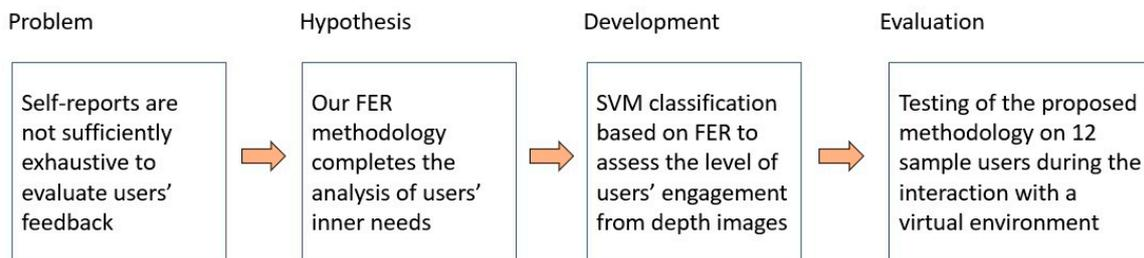 Problem
Hypothesis
Development
Evaluation
Self-reports are
not sufficiently
exhaustive to
evaluate users’
feedback
Our FER
methodology
completes the
analysis of users’
inner needs
SVM classification
based on FER to
assess the level of
users’ engagement
from depth images
Testing of the proposed
methodology on 12
sample users during the
interaction with a
virtual environment